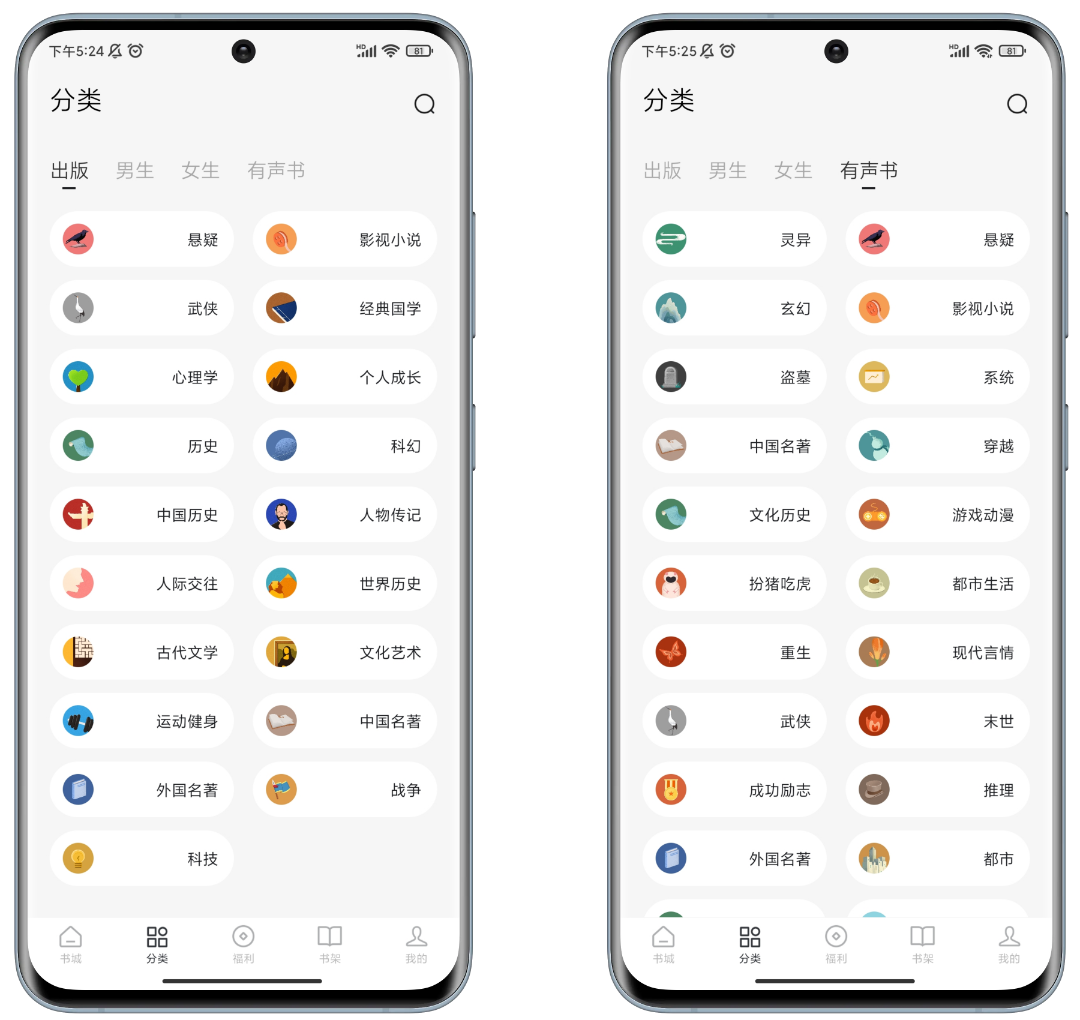 下午5:24 HD 81
分类
出版 男生 女生 有声书
悬疑 影视小说
武侠 经典国学
心理学 个人成长
历史 科幻
中国历史 人物传记
人际交往 世界历史
古代文学 文化艺术
运动健身 中国名著
外国名著 战争
科技
书城 分类 福利 书架 我的
下午5:25 HD 81
分类
出版 男生 女生 有声书
灵异 悬疑
玄幻 影视小说
盗墓 系统
中国名著 穿越
文化历史 游戏动漫
扮猪吃虎 都市生活
重生 现代言情
武侠 末世
成功励志 推理
外国名著 都市
书城 分类 福利 书架 我的